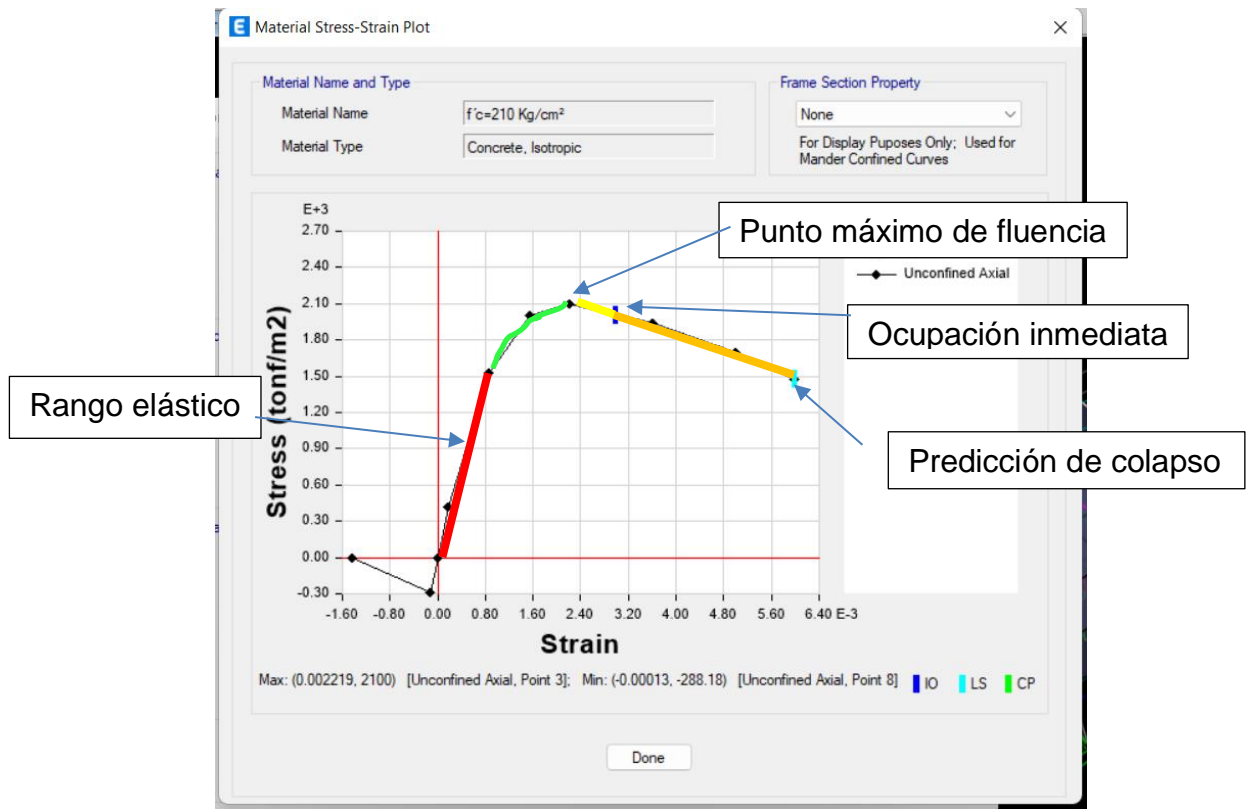 E Material Stress-Strain Plot
Material Name and Type
Material Name f´c=210 Kg/cm²
Material Type Concrete, Isotropic
Frame Section Property
None
For Display Puposes Only; Used for
Mander Confined Curves
E+3
2.70
2.40
2.10
1.80
1.50
1.20
0.90
0.60
0.30
0.00
-0.30
Stress (tonf/m2)
-1.60 -0.80 0.00 0.80 1.60 2.40 3.20 4.00 4.80 5.60 6.40 E-3
Strain
Punto máximo de fluencia
Unconfined Axial
Ocupación inmediata
Rango elástico
Predicción de colapso
Max: (0.002219, 2100) [Unconfined Axial, Point 3]; Min: (-0.00013, -288.18) [Unconfined Axial, Point 8]
IO LS CP
Done